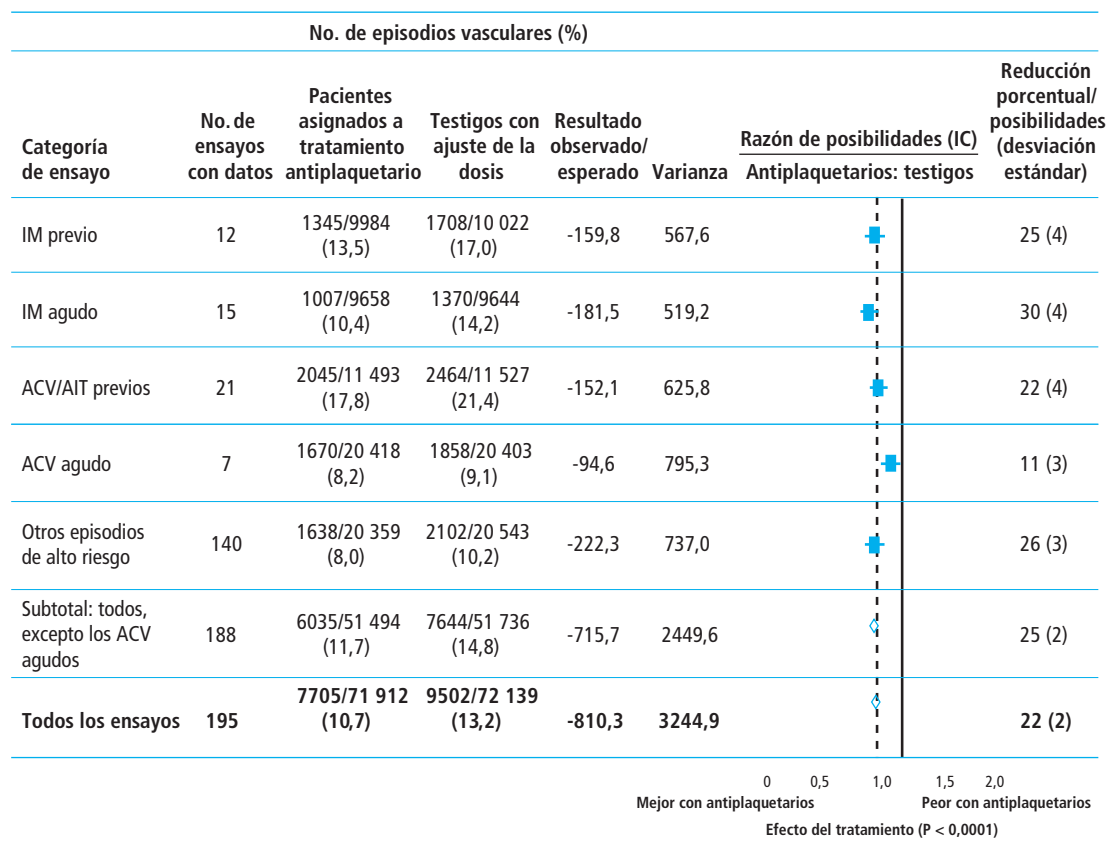 No. de episodios vasculares (%)
Categoría
de ensayo
No. de
ensayos
con datos
Pacientes
asignados a
tratamiento
antiplaquetario
Testigos con
ajuste de la
dosis
Resultado
observado/
esperado
Varianza
Razón de posibilidades (IC)
Antiplaquetarios: testigos
Reducción
porcentual/
posibilidades
(desviación
estándar)
IM previo 12 1345/9984 1708/10 022 -159,8 567,6 25 (4)
(13,5) (17,0)
IM agudo 15 1007/9658 1370/9644 -181,5 519,2 30 (4)
(10,4) (14,2)
ACV/AIT previos 21 2045/11 493 2464/11 527 -152,1 625,8 22 (4)
(17,8) (21,4)
ACV agudo 7 1670/20 418 1858/20 403 -94,6 795,3 11 (3)
(8,2) (9,1)
Otros episodios
de alto riesgo
140 1638/20 359 2102/20 543 -222,3 737,0 26 (3)
(8,0) (10,2)
Subtotal: todos,
excepto los ACV
agudos
188 6035/51 494 7644/51 736 -715,7 2449,6 25 (2)
(11,7) (14,8)
Todos los ensayos 195 7705/71 912 9502/72 139 -810,3 3244,9 22 (2)
(10,7) (13,2)
0 0,5 1,0 1,5 2,0
Mejor con antiplaquetarios Peor con antiplaquetarios
Efecto del tratamiento (P < 0,0001)